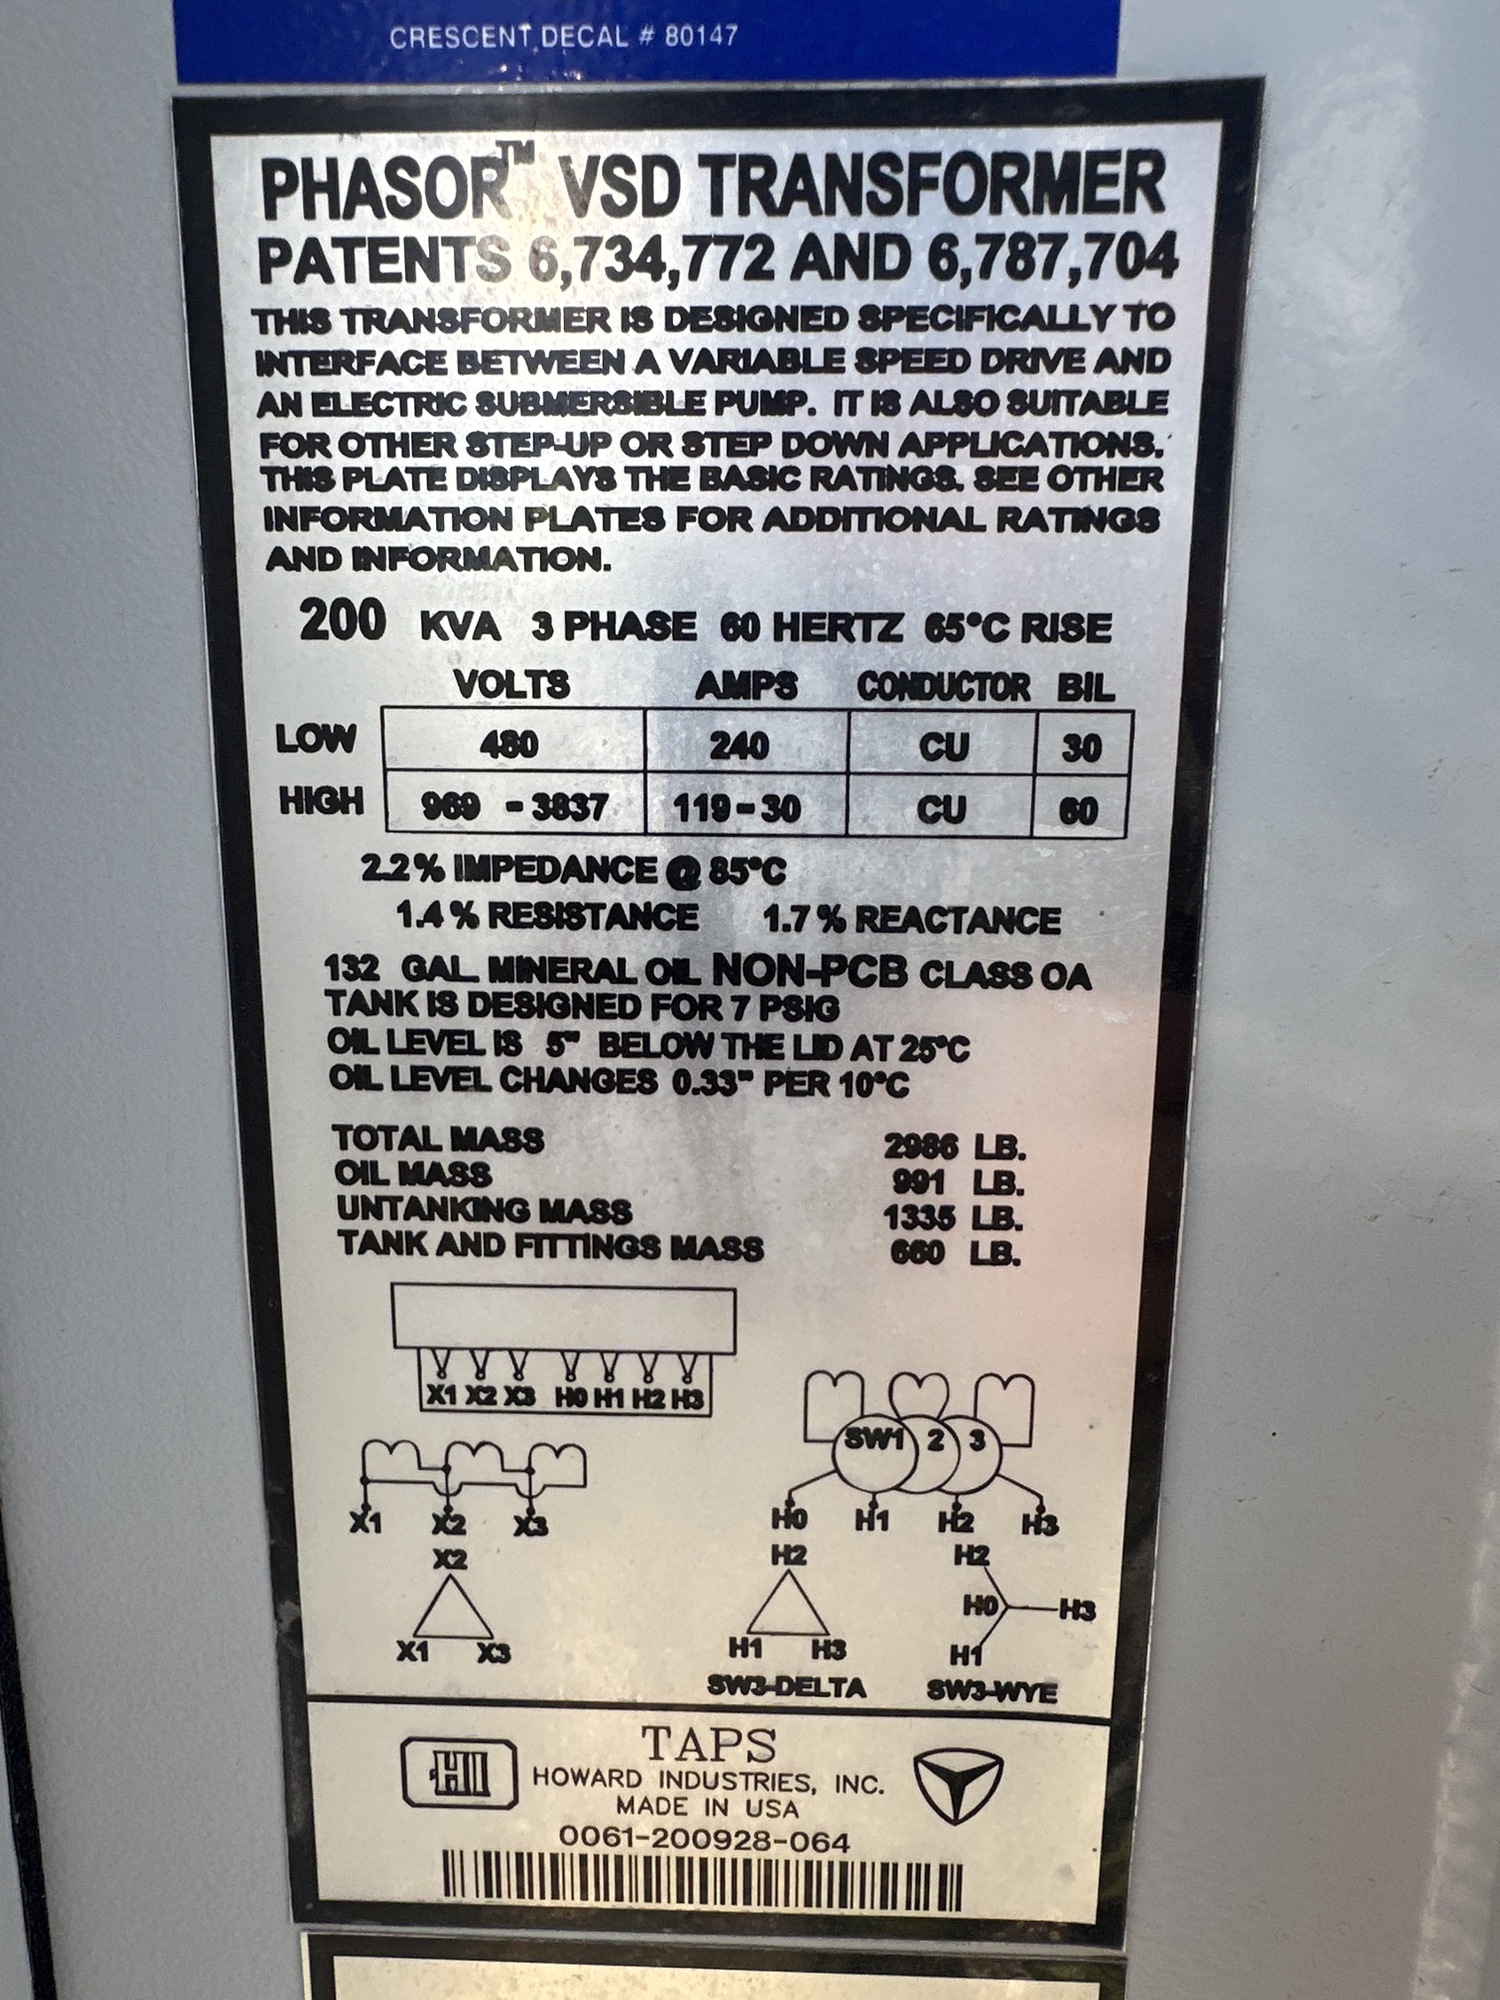 CRESCENT DECAL # 80147
PHASOR™ VSD TRANSFORMER
PATENTS 6,734,772 AND 6,787,704
THIS TRANSFORMER IS DESIGNED SPECIFICALLY TO
INTERFACE BETWEEN A VARIABLE SPEED DRIVE AND
AN ELECTRIC SUBMERSIBLE PUMP. IT IS ALSO SUITABLE
FOR OTHER STEP-UP OR STEP DOWN APPLICATIONS.
THIS PLATE DISPLAYS THE BASIC RATINGS. SEE OTHER
INFORMATION PLATES FOR ADDITIONAL RATINGS
AND INFORMATION.
200 KVA 3 PHASE 60 HERTZ 65°C RISE
VOLTS AMPS CONDUCTOR BIL
LOW 480 240 CU 30
HIGH 969 - 3837 119-30 CU 60
2.2% IMPEDANCE @ 85°C
1.4% RESISTANCE 1.7% REACTANCE
132 GAL. MINERAL OIL NON-PCB CLASS OA
TANK IS DESIGNED FOR 7 PSIG
OIL LEVEL IS 5" BELOW THE LID AT 25°C
OIL LEVEL CHANGES 0.33" PER 10°C
TOTAL MASS 2986 LB.
OIL MASS 991 LB.
UNTANKING MASS 1335 LB.
TANK AND FITTINGS MASS 660 LB.
X1 X2 X3 H0 H1 H2 H3
SW1 2 3
X1 X2 X3 H0 H1 H2 H3
X2 H2 H2
H0 H3
X1 X3 H1 H3 H1
SW3-DELTA SW3-WYE
TAPS
HI
HOWARD INDUSTRIES, INC.
MADE IN USA
0061-200928-064